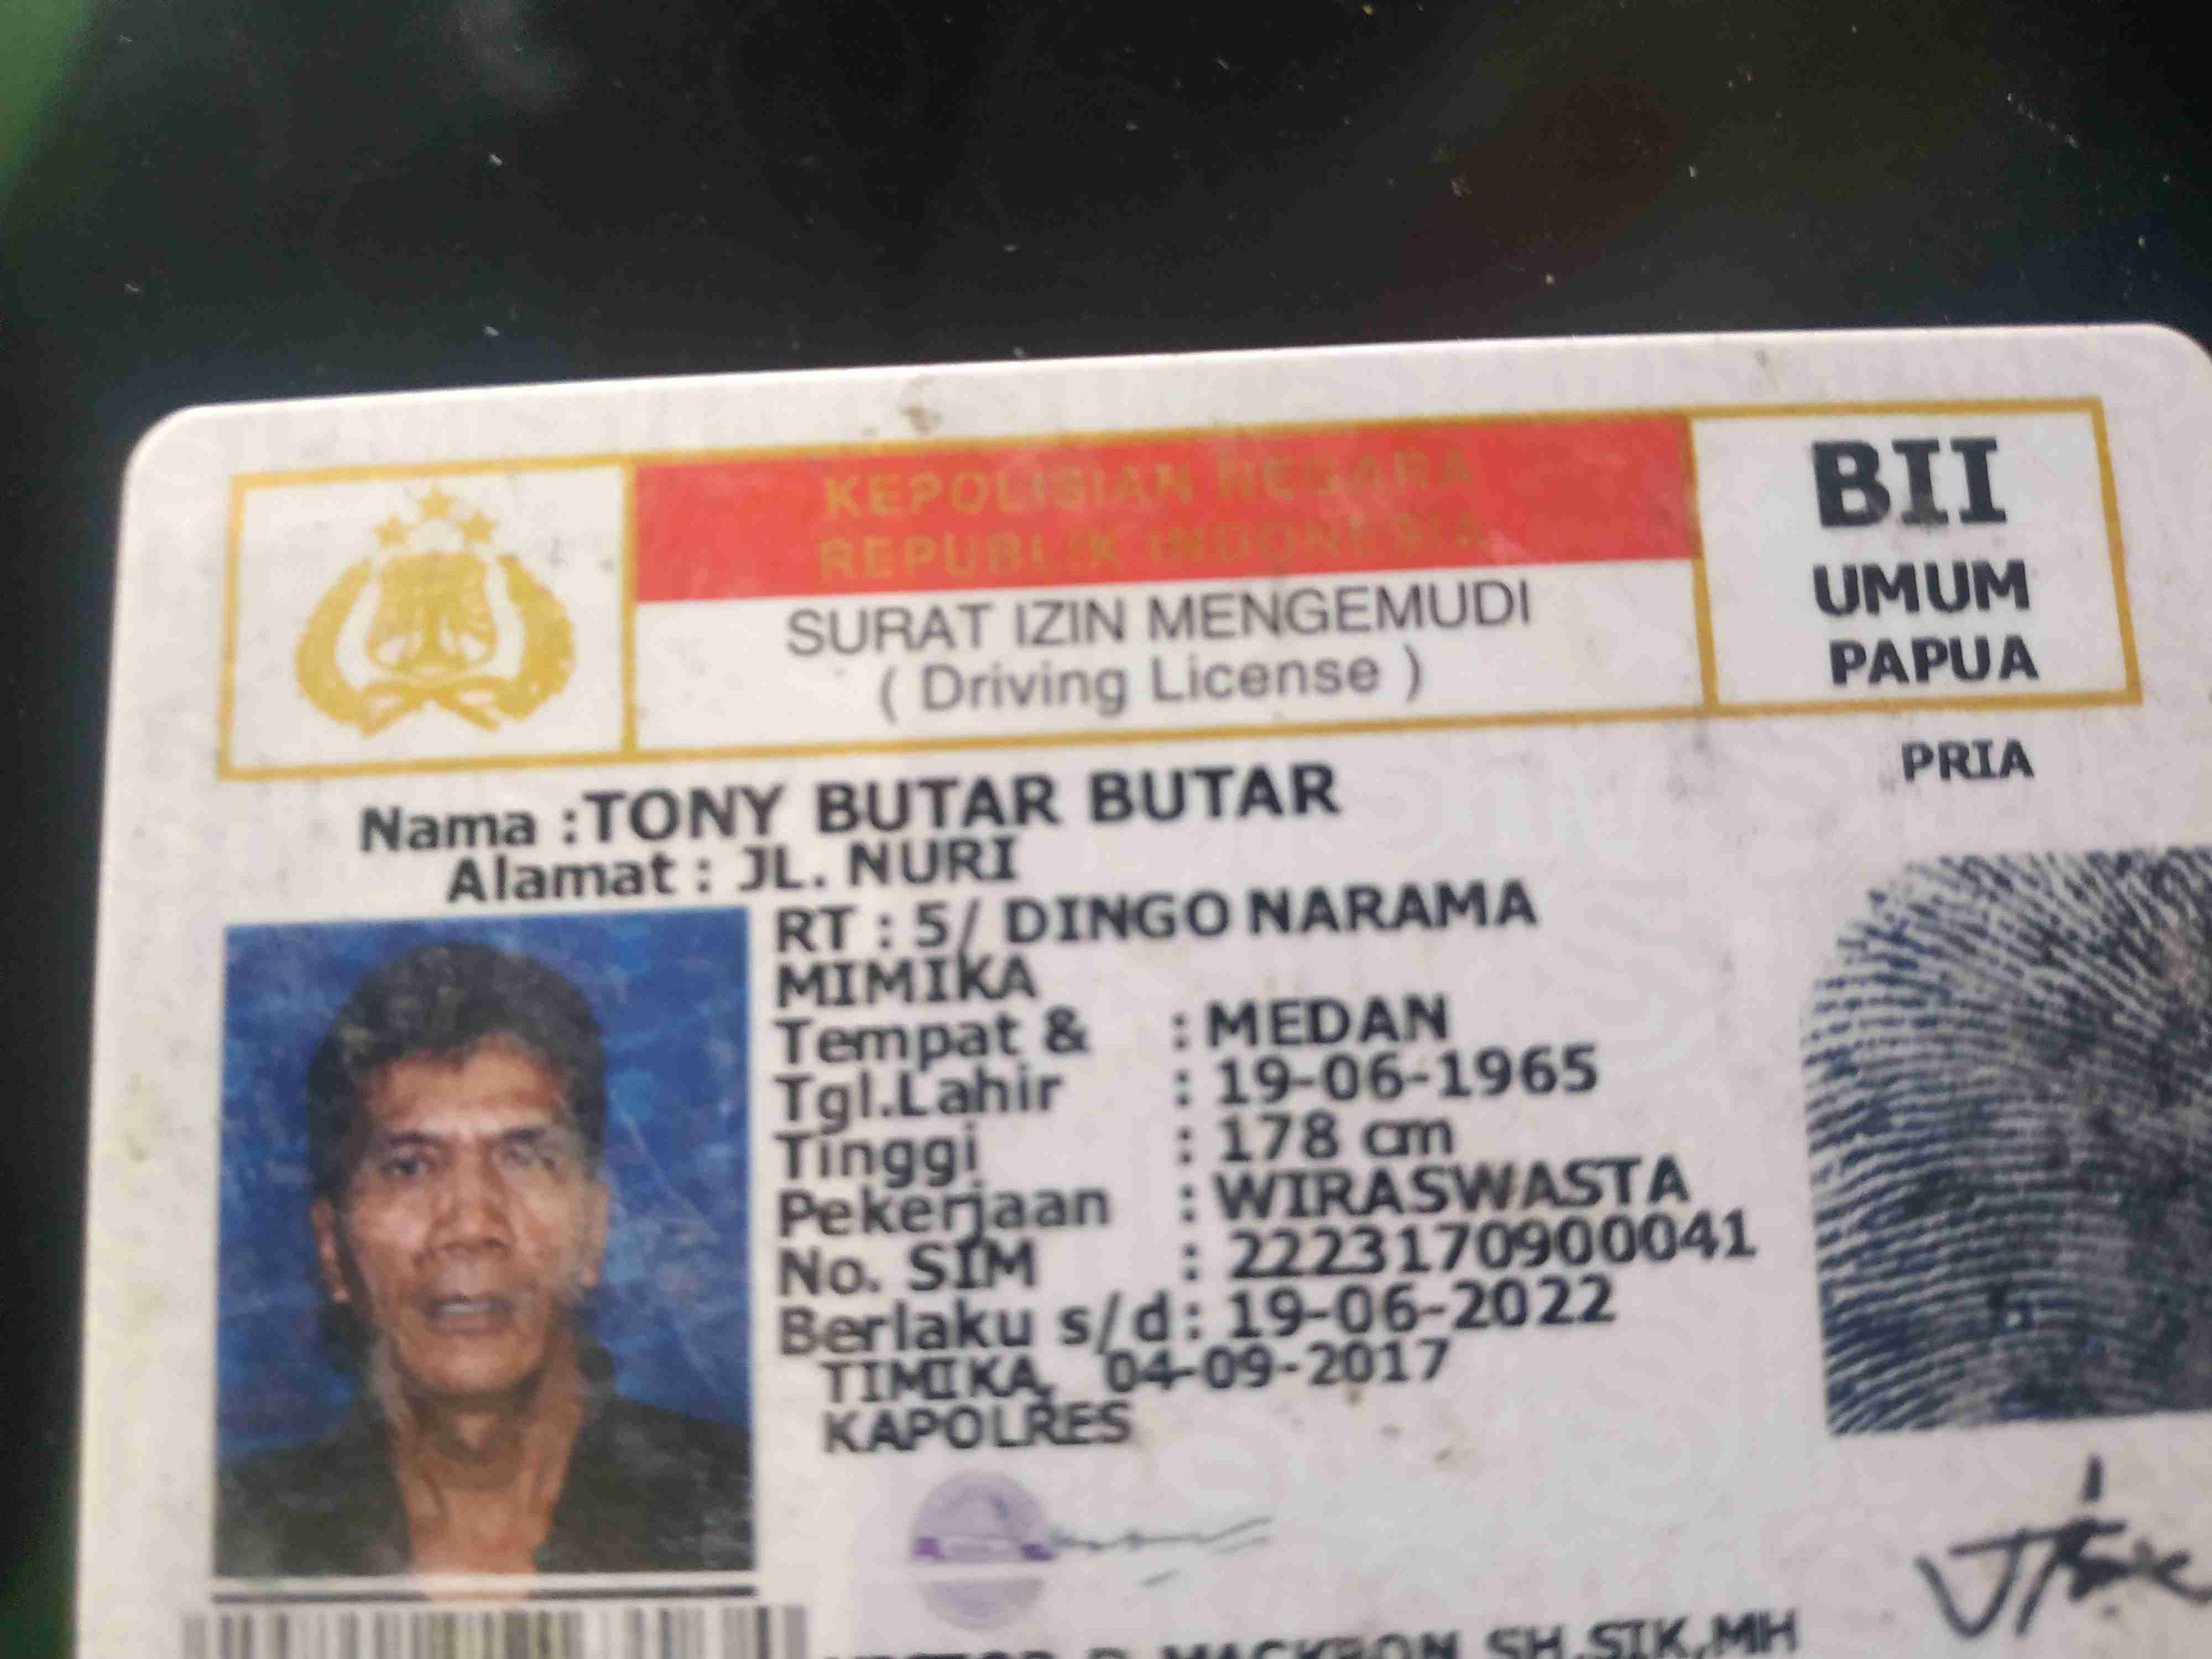 KEPOLISIAN NEGARA
REPUBLIK INDONESIA
SURAT IZIN MENGEMUDI
( Driving License )
BII
UMUM
PAPUA
PRIA
Nama :TONY BUTAR BUTAR
Alamat : JL. NURI
RT : 5/ DINGO NARAMA
MIMIKA
Tempat & : MEDAN
Tgl.Lahir : 19-06-1965
Tinggi : 178 cm
Pekerjaan : WIRASWASTA
No. SIM : 2223170900041
Berlaku s/d : 19-06-2022
TIMIKA, 04-09-2017
KAPOLRES
MACKBON SH,SIK,MH